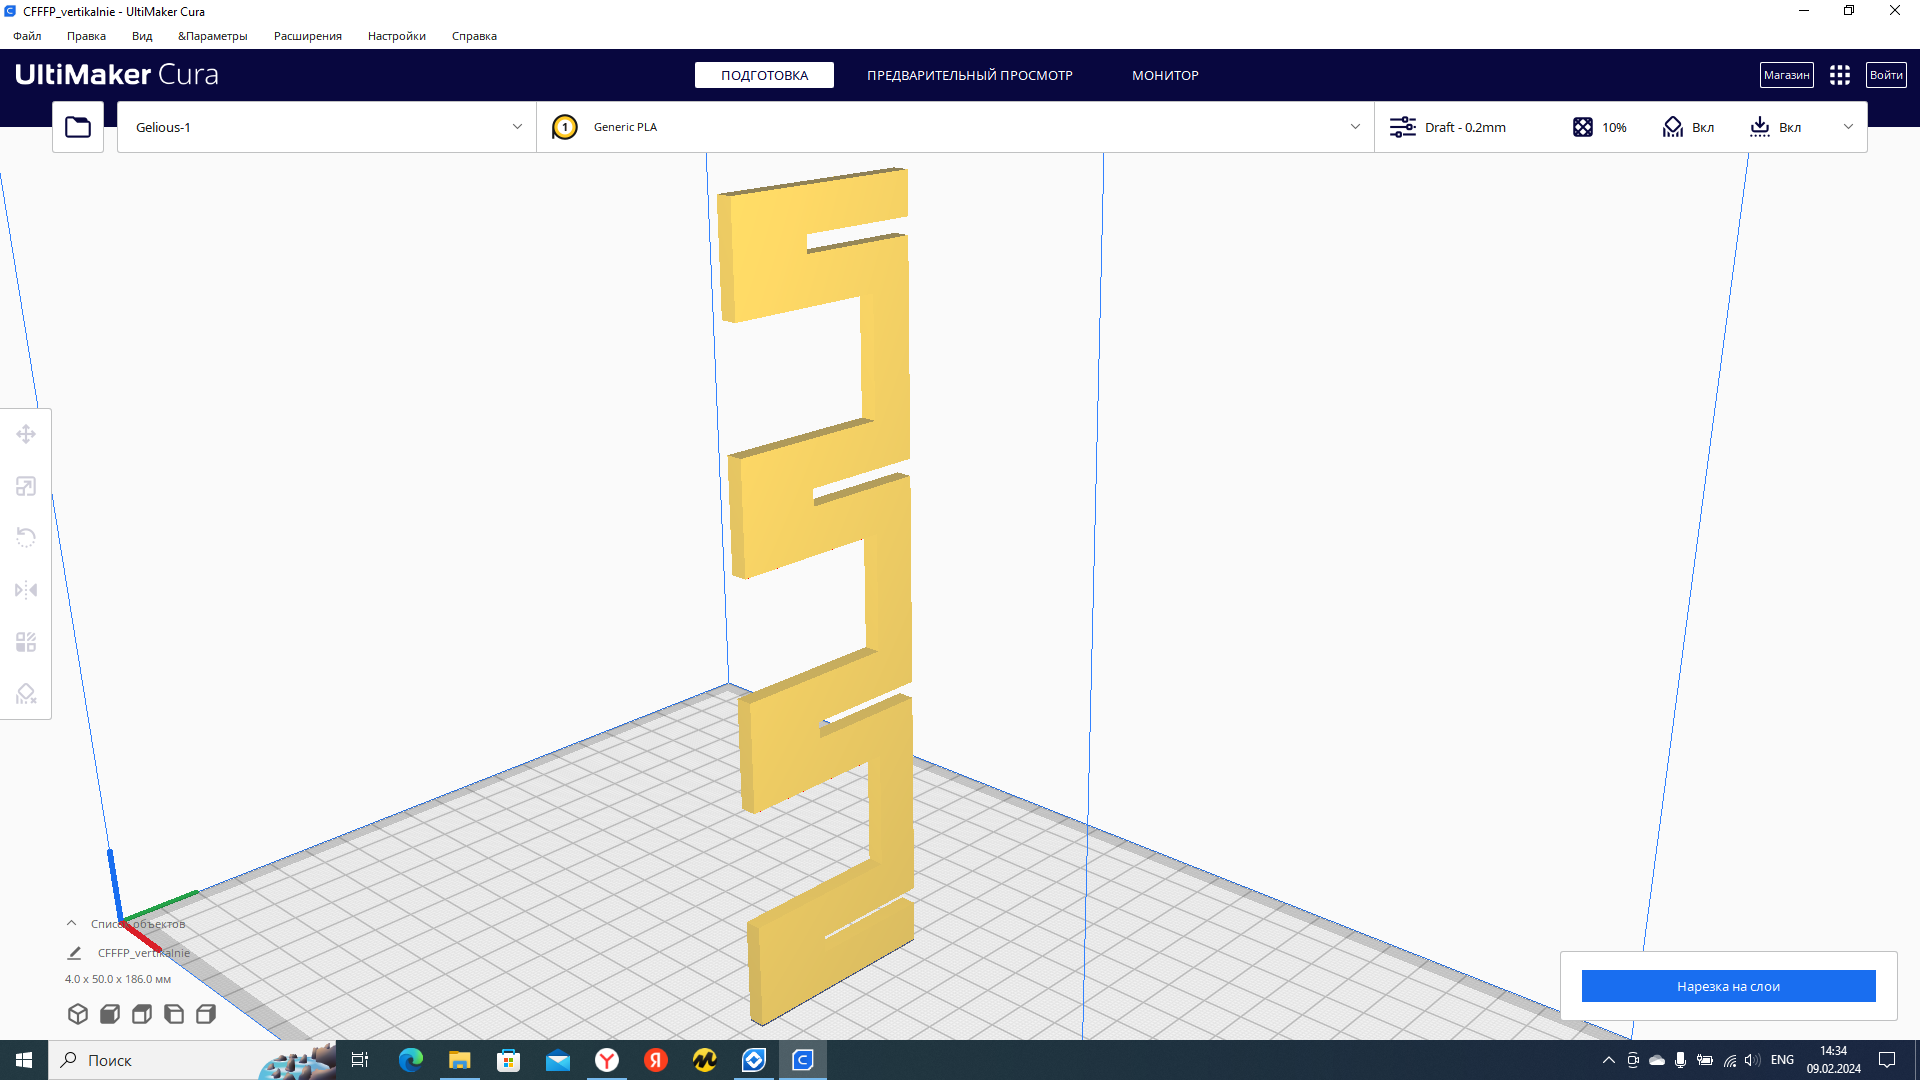 CFFFP_vertikalnie - UltiMaker Cura
Файл Правка Вид &Параметры Расширения Настройки Справка
UltiMaker Cura
ПОДГОТОВКА ПРЕДВАРИТЕЛЬНЫЙ ПРОСМОТР МОНИТОР
Магазин Войти
Gelious-1
1 Generic PLA
Draft - 0.2mm 10% Вкл Вкл
Список объектов
CFFFP_vertikalnie
4.0 x 50.0 x 186.0 мм
Нарезка на слои
Поиск
ENG
14:34
09.02.2024